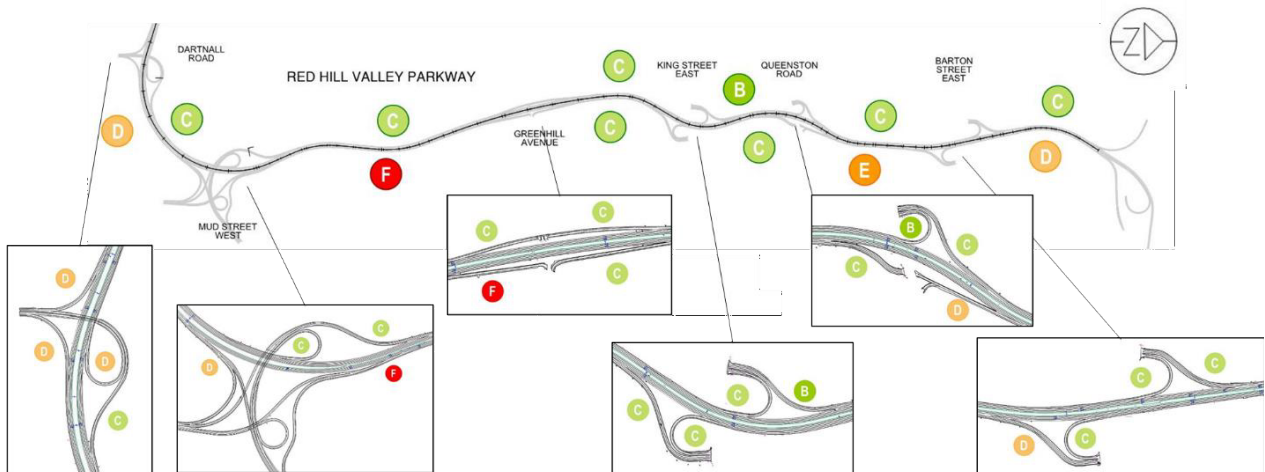 DARTNALL
ROAD
RED HILL VALLEY PARKWAY
C
KING STREET
EAST
B
QUEENSTON
ROAD
BARTON
STREET
EAST
C
C
Z
D
C
C
F
GREENHILL
AVENUE
C
C
E
D
MUD STREET
WEST
D
D
D
C
C
C
D
F
C
C
C
F
C
C
B
C
B
C
C
D
C
C
D
C